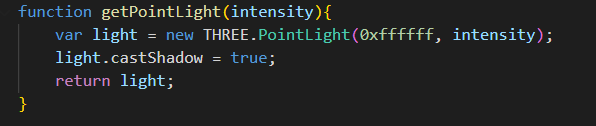 function getPointLight(intensity){
    var light = new THREE.PointLight(0xffffff, intensity);
    light.castShadow = true;
    return light;
}